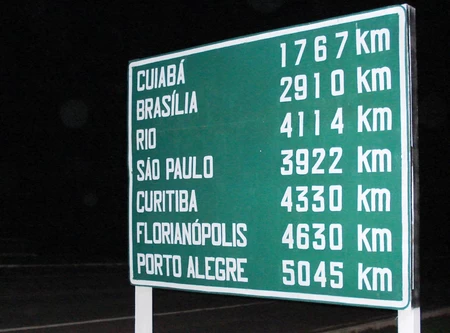 CUIABÁ 1767 km
BRASÍLIA 2910 km
RIO 4114 km
SÃO PAULO 3922 km
CURITIBA 4330 km
FLORIANÓPOLIS 4630 km
PORTO ALEGRE 5045 km